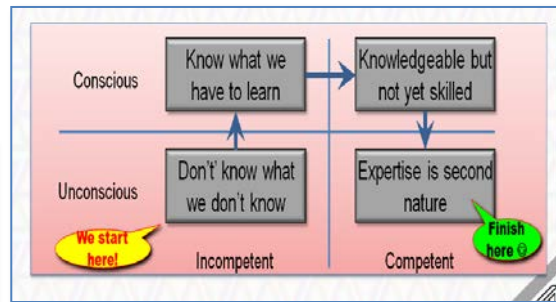 Conscious
Know what we
have to learn
Knowledgeable but
not yet skilled
Unconscious
Don't' know what
we don't know
Expertise is second
nature
We start
here!
Incompetent
Competent
Finish
here ☺